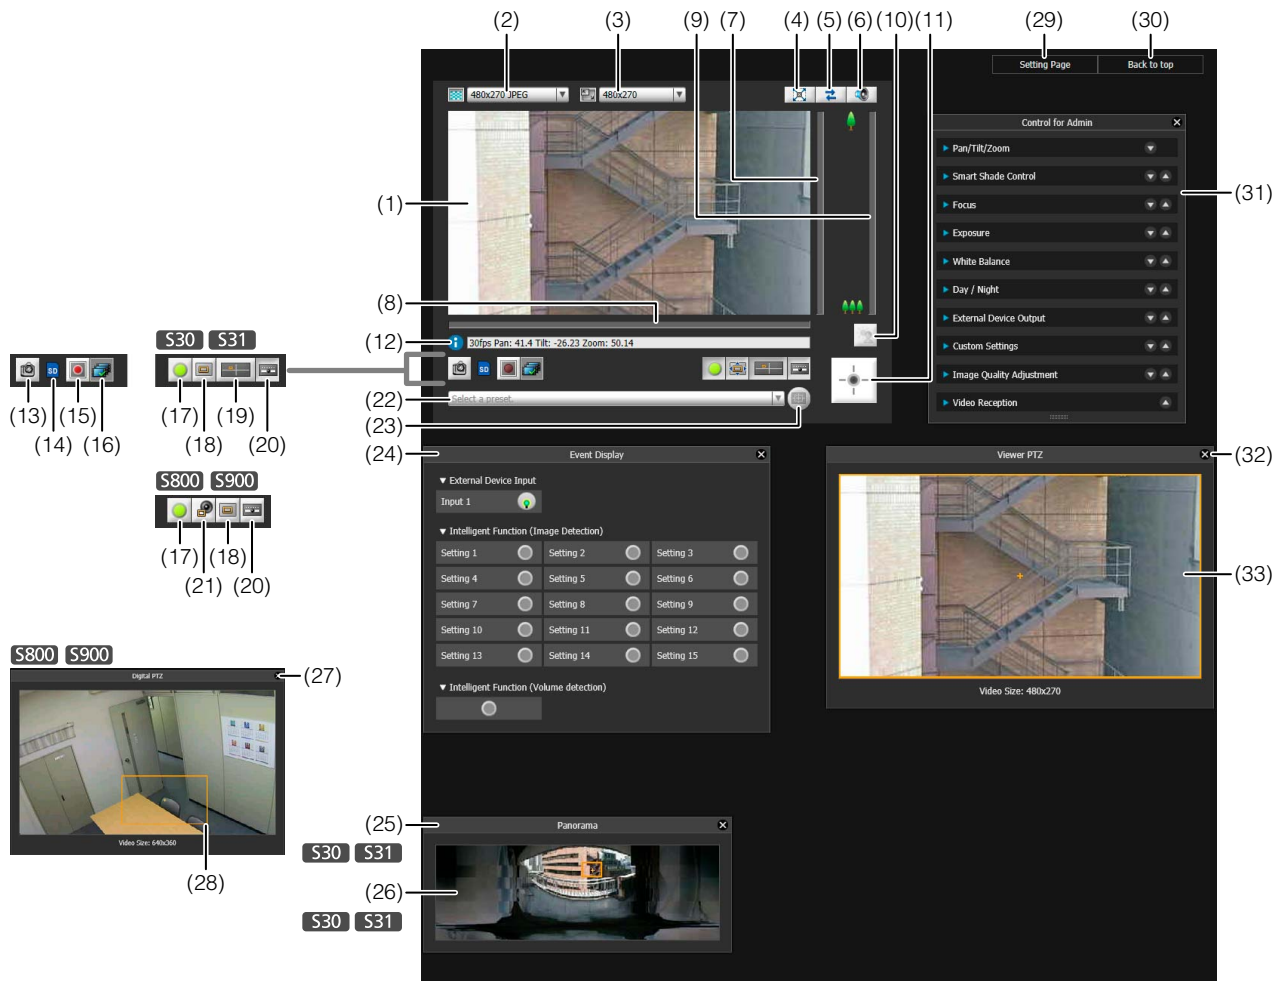 (2) (3) (9) (7) (4) (5) (6) (10) (11) (29) (30)
Setting Page Back to top
480x270 JPEG 480x270
Control for Admin
Pan/Tilt/Zoom
Smart Shade Control
(31)
Focus
(7)
(1)
(9)
Exposure
White Balance
Day / Night
(8)
External Device Output
S30 S31
(12) 30fps Pan: 41.4 Tilt: -26.23 Zoom: 50.14
Custom Settings
SD
SD
Image Quality Adjustment
(11)
Video Reception
(13) (15) (17) (19) (22) Select a preset.
(14) (16) (18) (20) (23)
(24) Event Display
Viewer PTZ (32)
S800 S900
External Device Input
Input 1
Intelligent Function (Image Detection)
(17) (18)
Setting 1 Setting 2 Setting 3
(33)
Setting 4 Setting 5 Setting 6
(21) (20)
Setting 7 Setting 8 Setting 9
Setting 10 Setting 11 Setting 12
Setting 13 Setting 14 Setting 15
Intelligent Function (Volume detection)
Video Size: 480x270
S800 S900
Digital PTZ (27)
Video Size: 640x360
(28)
(25) Panorama
S30 S31
(26)
S30 S31